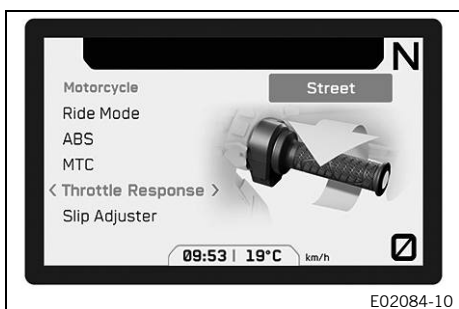 N
Motorcycle Street
Ride Mode
ABS
MTC
< Throttle Response >
Slip Adjuster
09:53 | 19°C km/h
E02084-10